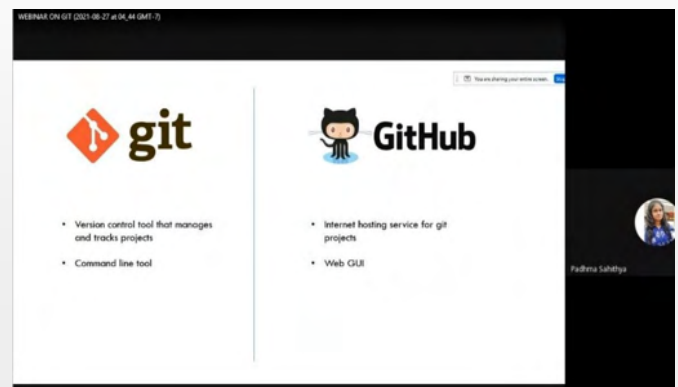 WEBINAR ON GIT (2021-08-27 at 04_44 GMT-7)
You are sharing your entire screen.
git
GitHub
• Version control tool that manages
and tracks projects
• Command line tool
• Internet hosting service for git
projects
• Web GUI
Padhma Sahithya